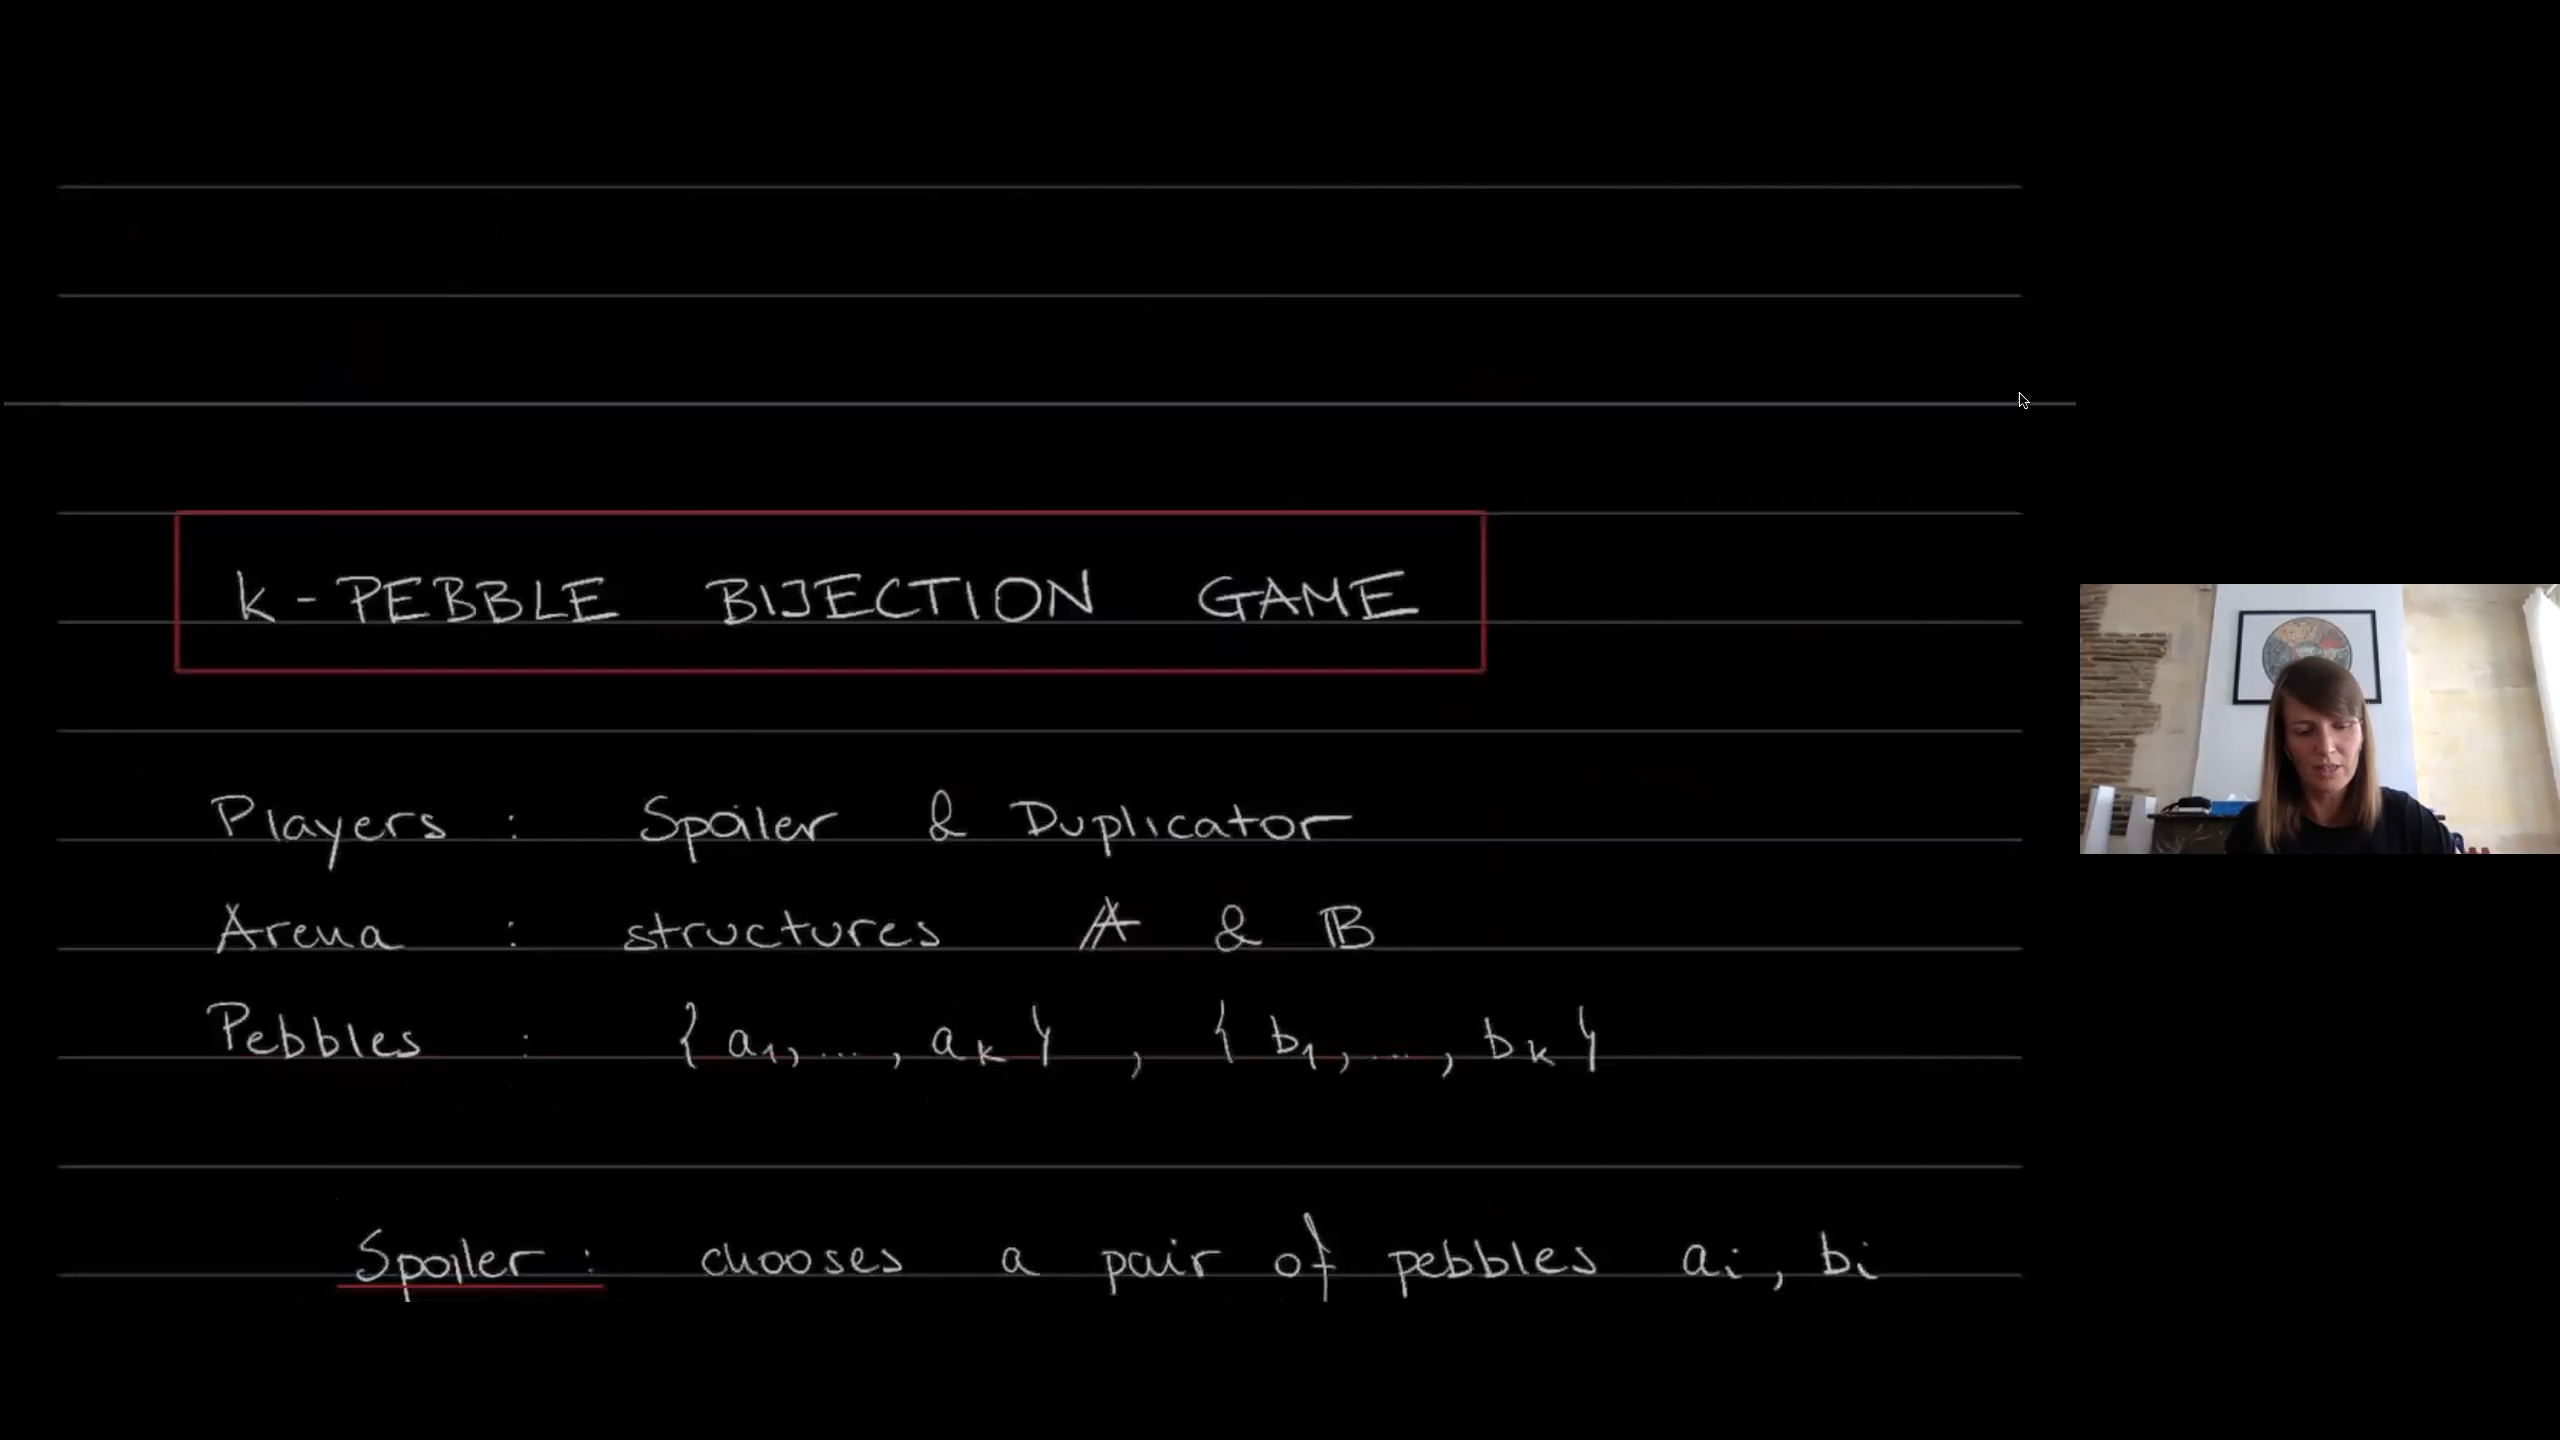 k - PEBBLE BIJECTION GAME
Players : Spoiler & Duplicator
Arena : structures 𝔸 & 𝔹
Pebbles : { a₁, ... , aₖ } , { b₁, ... , bₖ }
Spoiler : chooses a pair of pebbles aᵢ, bᵢ